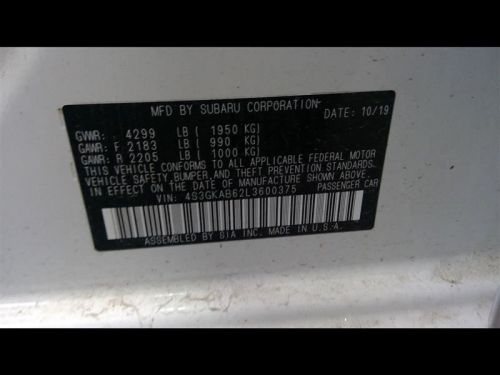 MFD BY SUBARU CORPORATION
DATE: 10/19
GVWR: 4299 LB ( 1950 KG)
GAWR: F 2183 LB ( 990 KG)
GAWR: R 2205 LB ( 1000 KG)
THIS VEHICLE CONFORMS TO ALL APPLICABLE FEDERAL MOTOR
VEHICLE SAFETY,BUMPER,AND THEFT PREVENTION STANDARDS
IN EFFECT ON THE DATE OF MANUFACTURE SHOWN ABOVE.
VIN: 4S3GKAB62L3600375 PASSENGER CAR
ASSEMBLED BY SIA INC. MADE IN U.S.A.